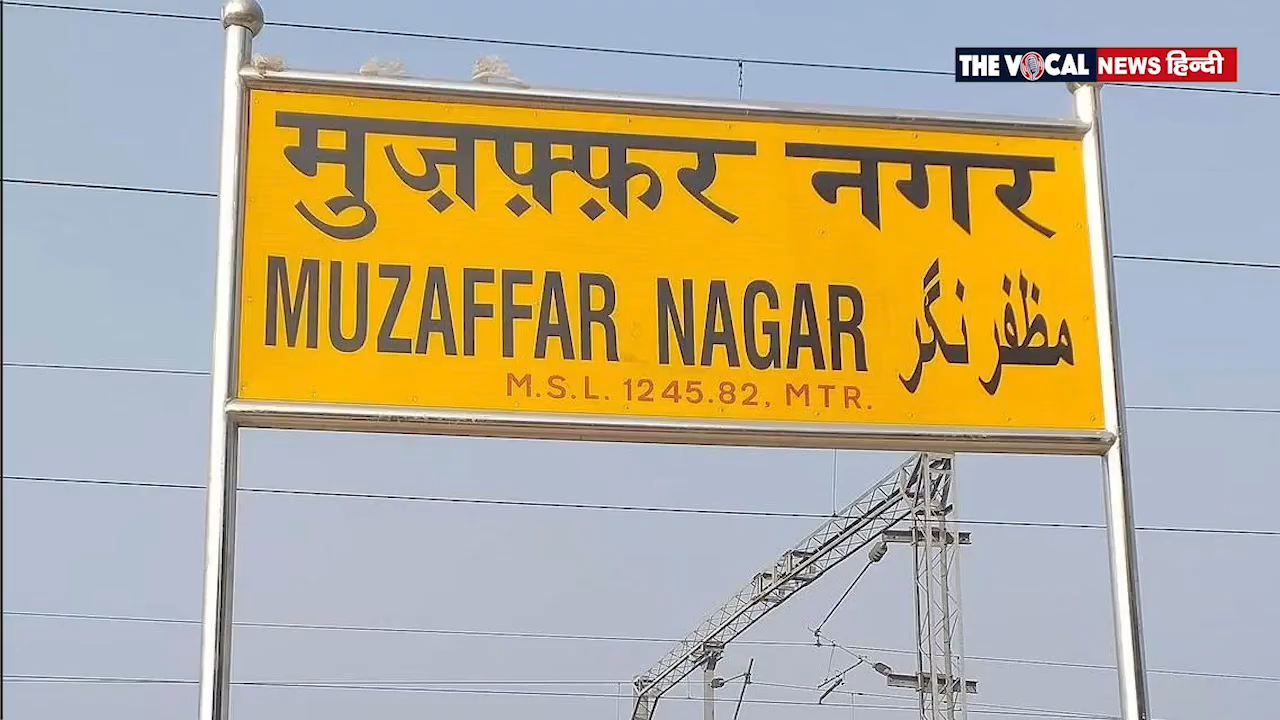 THE VOCAL NEWS हिन्दी
मुज़फ़्फ़र नगर
MUZAFFAR NAGAR مظفر نگر
M.S.L. 1245.82, MTR.